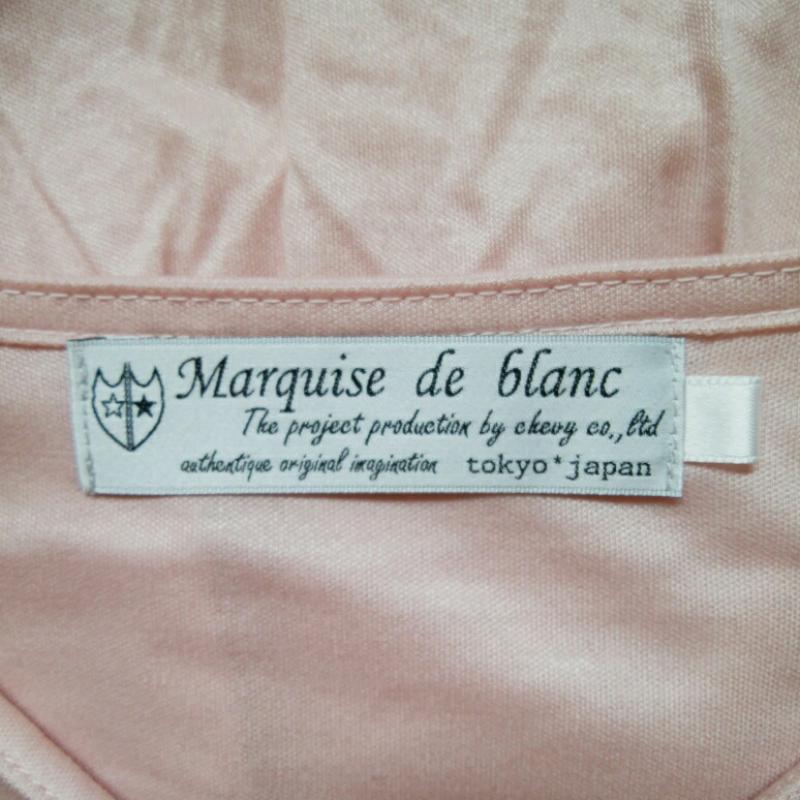 Marquise de blanc
The project production by chevy co.,ltd
authentique original imagination tokyo*japan